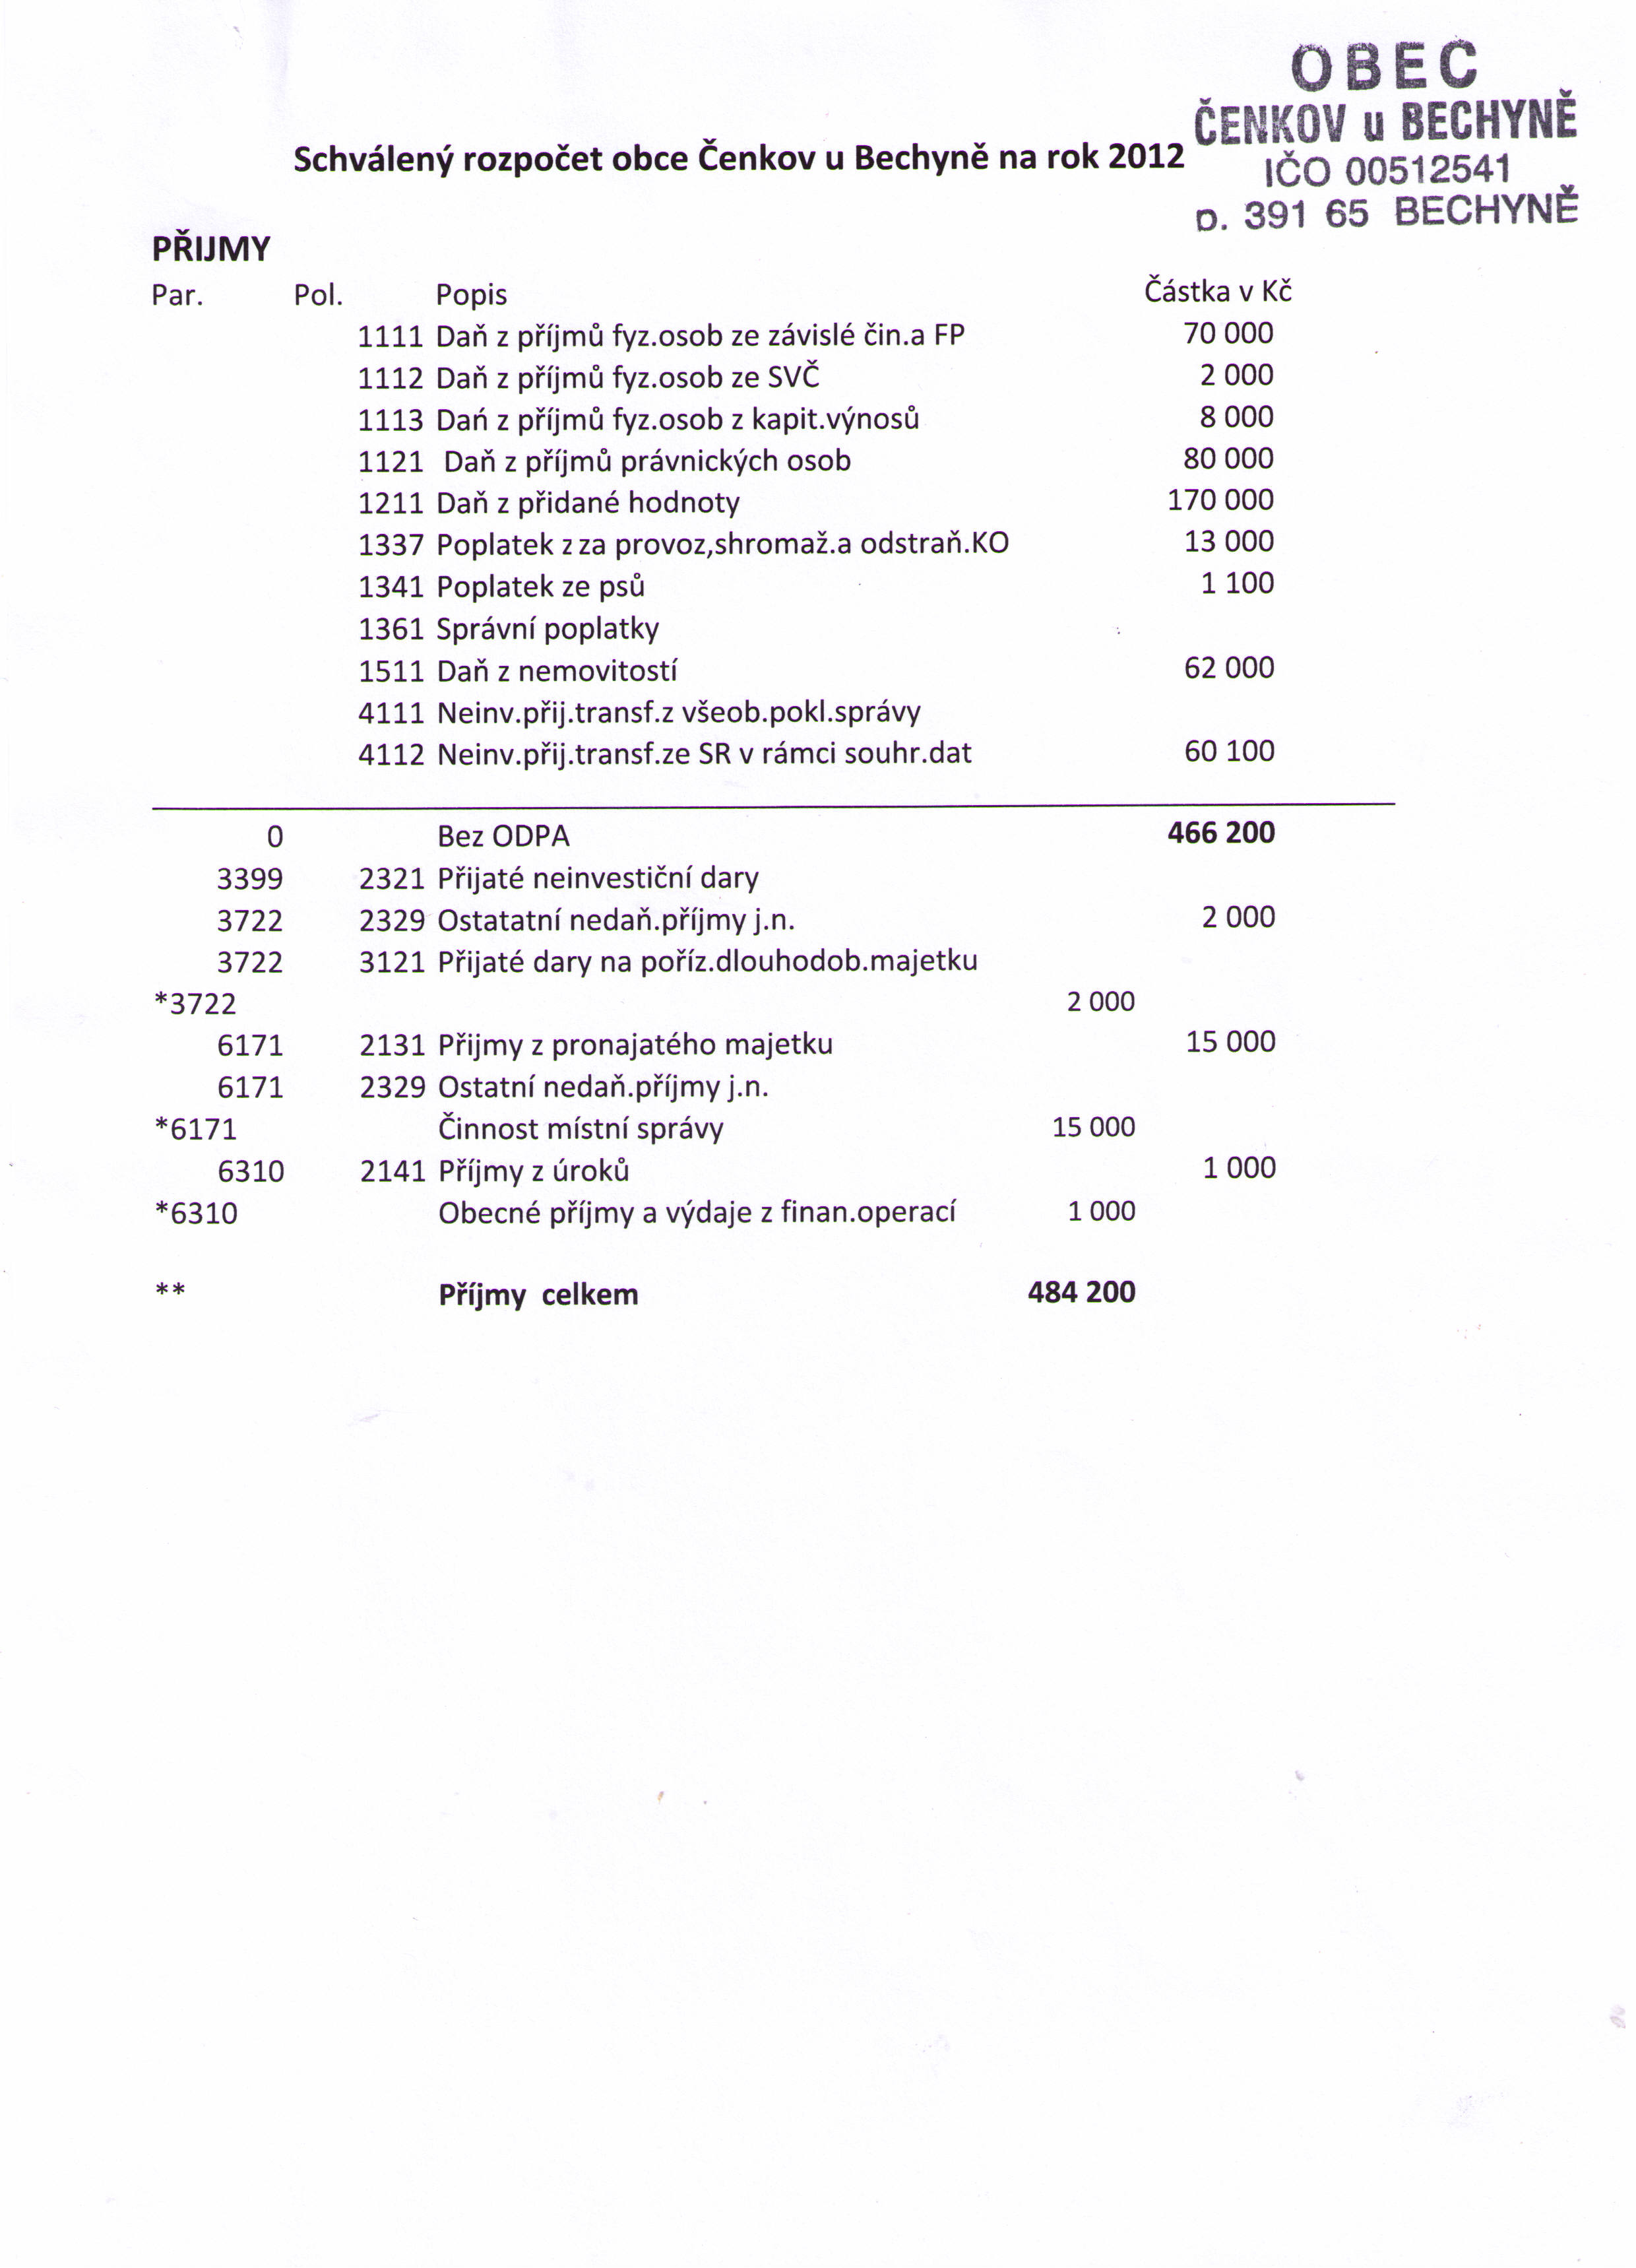 OBEC
ČENKOV u BECHYNĚ
IČO 00512541
p. 391 65 BECHYNĚ
Schválený rozpočet obce Čenkov u Bechyně na rok 2012
PŘIJMY
Par. Pol. Popis Částka v Kč
1111 Daň z příjmů fyz.osob ze závislé čin.a FP 70 000
1112 Daň z příjmů fyz.osob ze SVČ 2 000
1113 Dań z příjmů fyz.osob z kapit.výnosů 8 000
1121 Daň z příjmů právnických osob 80 000
1211 Daň z přidané hodnoty 170 000
1337 Poplatek z za provoz,shromaž.a odstraň.KO 13 000
1341 Poplatek ze psů 1 100
1361 Správní poplatky
1511 Daň z nemovitostí 62 000
4111 Neinv.přij.transf.z všeob.pokl.správy
4112 Neinv.přij.transf.ze SR v rámci souhr.dat 60 100
0 Bez ODPA 466 200
3399 2321 Přijaté neinvestiční dary
3722 2329 Ostatatní nedaň.příjmy j.n. 2 000
3722 3121 Přijaté dary na poříz.dlouhodob.majetku
*3722 2 000
6171 2131 Přijmy z pronajatého majetku 15 000
6171 2329 Ostatní nedaň.příjmy j.n.
*6171 Činnost místní správy 15 000
6310 2141 Příjmy z úroků 1 000
*6310 Obecné příjmy a výdaje z finan.operací 1 000
** Příjmy celkem 484 200